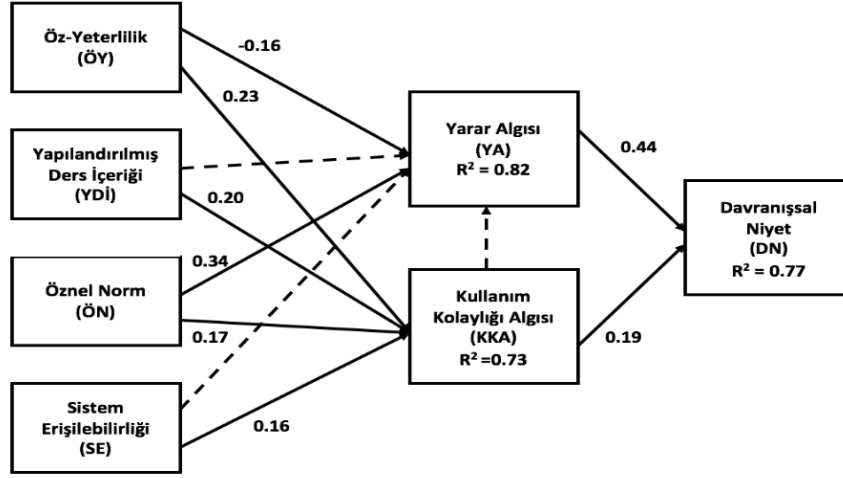 Öz-Yeterlilik
(ÖY)
-0.16
0.23
Yapılandırılmış
Ders İçeriği
(YDİ)
0.20
Öznel Norm
(ÖN)
0.34
0.17
Sistem
Erişilebilirliği
(SE)
0.16
Yarar Algısı
(YA)
R² = 0.82
Kullanım
Kolaylığı Algısı
(KKA)
R² =0.73
0.44
0.19
Davranışsal
Niyet
(DN)
R² = 0.77